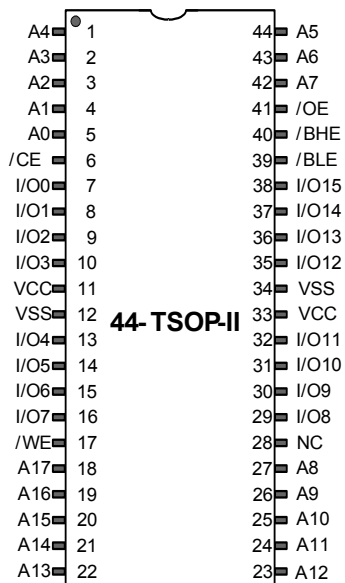 A4 1 44 A5
A3 2 43 A6
A2 3 42 A7
A1 4 41 /OE
A0 5 40 /BHE
/CE 6 39 /BLE
I/O0 7 38 I/O15
I/O1 8 37 I/O14
I/O2 9 36 I/O13
I/O3 10 35 I/O12
VCC 11 34 VSS
VSS 12 33 VCC
44-TSOP-II
I/O4 13 32 I/O11
I/O5 14 31 I/O10
I/O6 15 30 I/O9
I/O7 16 29 I/O8
/WE 17 28 NC
A17 18 27 A8
A16 19 26 A9
A15 20 25 A10
A14 21 24 A11
A13 22 23 A12